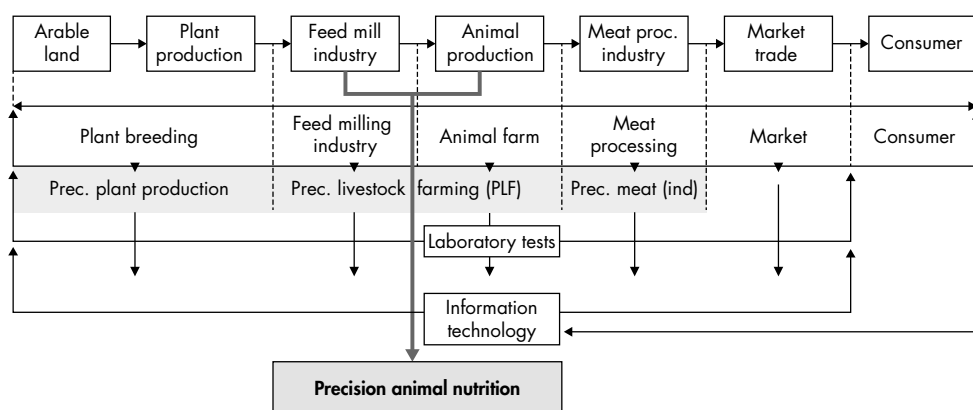 Arable land
Plant production
Feed mill industry
Animal production
Meat proc. industry
Market trade
Consumer
Plant breeding
Feed milling industry
Animal farm
Meat processing
Market
Consumer
Prec. plant production
Prec. livestock farming (PLF)
Prec. meat (ind)
Laboratory tests
Information technology
Precision animal nutrition